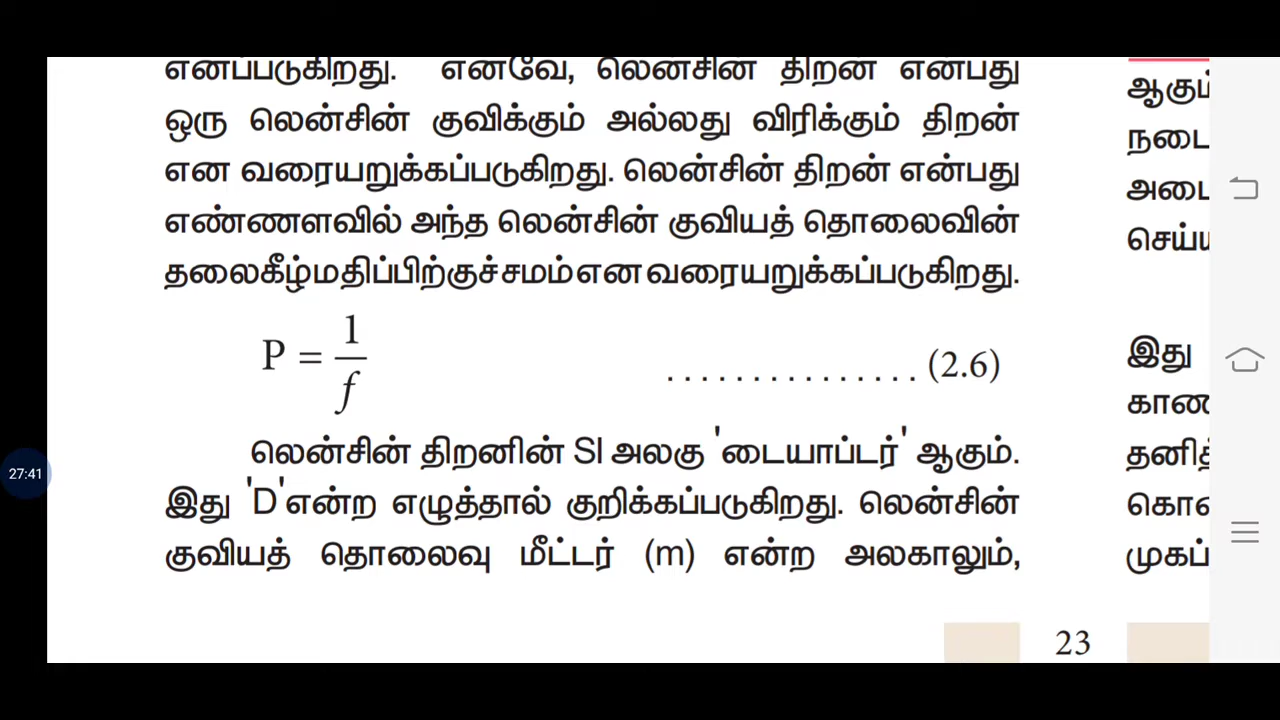 எனப்படுகிறது. எனவே, லென்சின் திறன் என்பது
ஒரு லென்சின் குவிக்கும் அல்லது விரிக்கும் திறன்
என வரையறுக்கப்படுகிறது. லென்சின் திறன் என்பது
எண்ணளவில் அந்த லென்சின் குவியத் தொலைவின்
தலைகீழ் மதிப்பிற்குச் சமம் என வரையறுக்கப்படுகிறது.
P = 1/f ............... (2.6)
லென்சின் திறனின் SI அலகு 'டையாப்டர்' ஆகும்.
இது 'D' என்ற எழுத்தால் குறிக்கப்படுகிறது. லென்சின்
குவியத் தொலைவு மீட்டர் (m) என்ற அலகாலும்,
23
ஆகும்
நடை
அடை
செய்ய
இது
காண
தனித்
கொ
முகப்
27:41